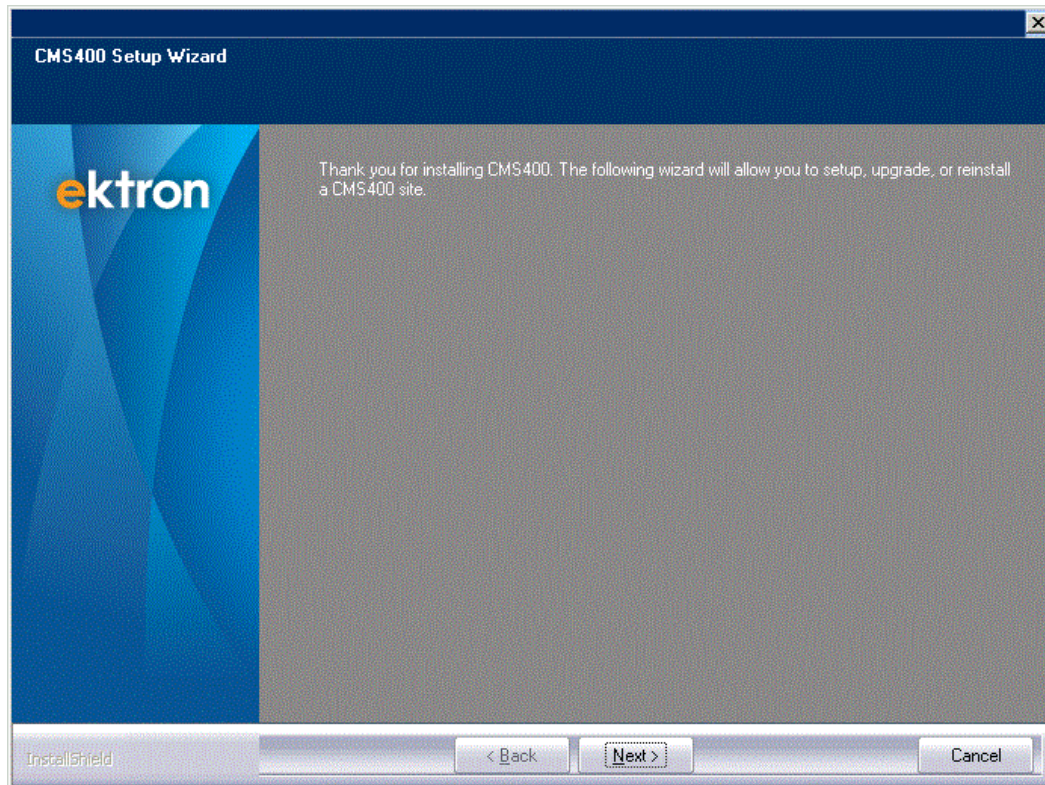 CMS400 Setup Wizard
ektron
Thank you for installing CMS400. The following wizard will allow you to setup, upgrade, or reinstall
a CMS400 site.
InstallShield
< Back
Next >
Cancel